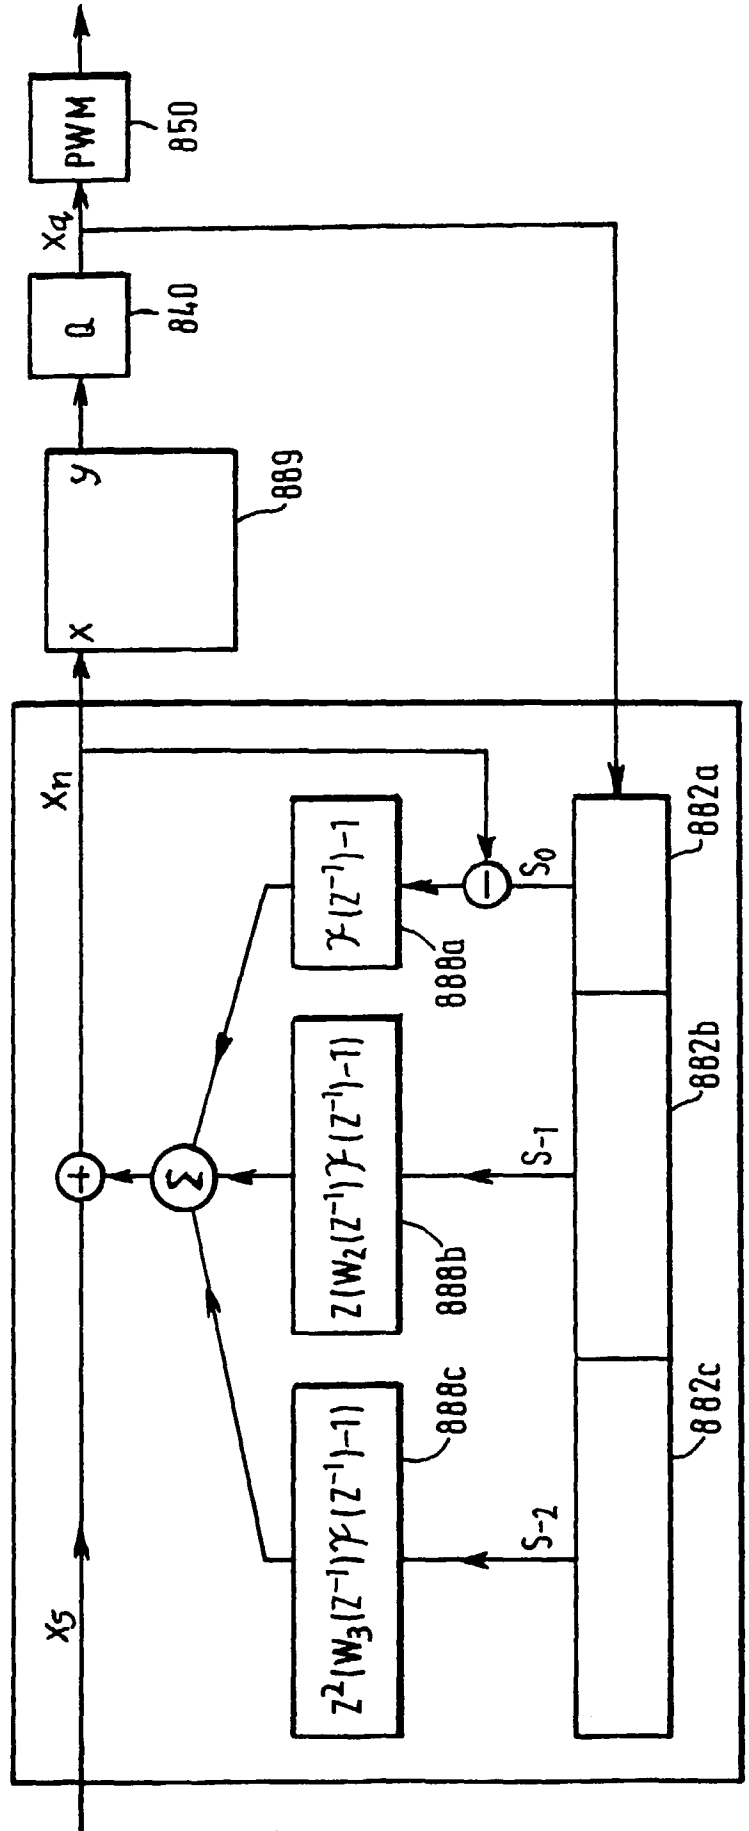 X5
Xn
X
y
889
Q
840
Xq
PWM
850
+
Σ
Z²(W₃(Z⁻¹)ℋ(Z⁻¹)-1)
888c
Z(W₂(Z⁻¹)ℋ(Z⁻¹)-1)
888b
ℋ(Z⁻¹)-1
888a
−
S-2
S-1
S₀
882c
882b
882a